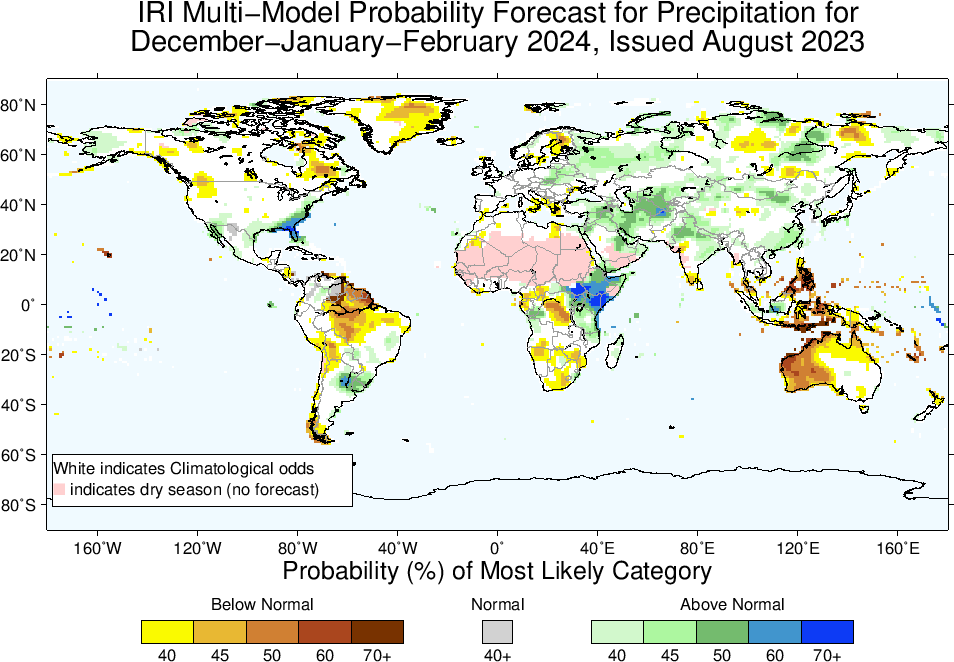 IRI Multi−Model Probability Forecast for Precipitation for
December−January−February 2024, Issued August 2023
80˚N
60˚N
40˚N
20˚N
0˚
20˚S
40˚S
60˚S
80˚S
White indicates Climatological odds
indicates dry season (no forecast)
160˚W 120˚W 80˚W 40˚W 0˚ 40˚E 80˚E 120˚E 160˚E
Probability (%) of Most Likely Category
Below Normal Normal Above Normal
40 45 50 60 70+ 40+ 40 45 50 60 70+